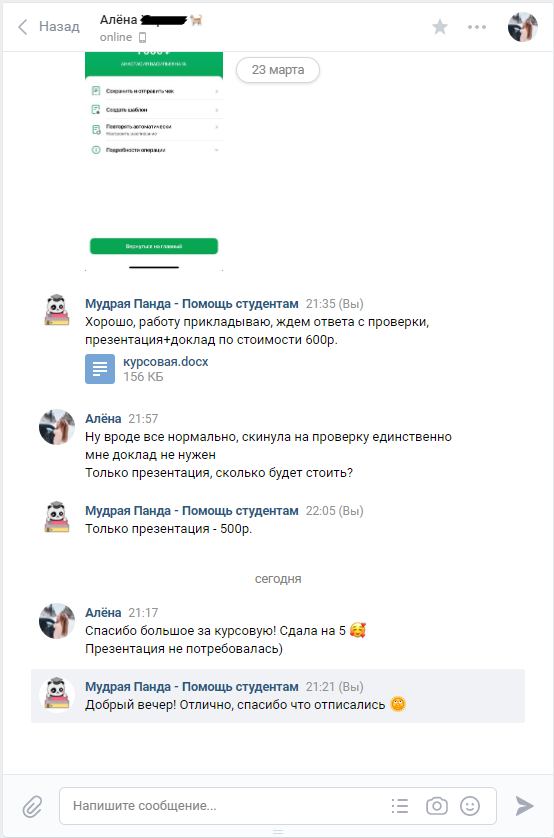 Назад
Алёна
online
23 марта
Сохранить и отправить чек
Создать шаблон
Повторять автоматически
Подробности операции
Вернуться на главный
Мудрая Панда - Помощь студентам 21:35 (Вы)
Хорошо, работу прикладываю, ждем ответа с проверки,
презентация+доклад по стоимости 600р.
курсовая.docx
156 КБ
Алёна 21:57
Ну вроде все нормально, скинула на проверку единственно
мне доклад не нужен
Только презентация, сколько будет стоить?
Мудрая Панда - Помощь студентам 22:05 (Вы)
Только презентация - 500р.
сегодня
Алёна 21:17
Спасибо большое за курсовую! Сдала на 5 🥰
Презентация не потребовалась)
Мудрая Панда - Помощь студентам 21:21 (Вы)
Добрый вечер! Отлично, спасибо что отписались
Напишите сообщение...